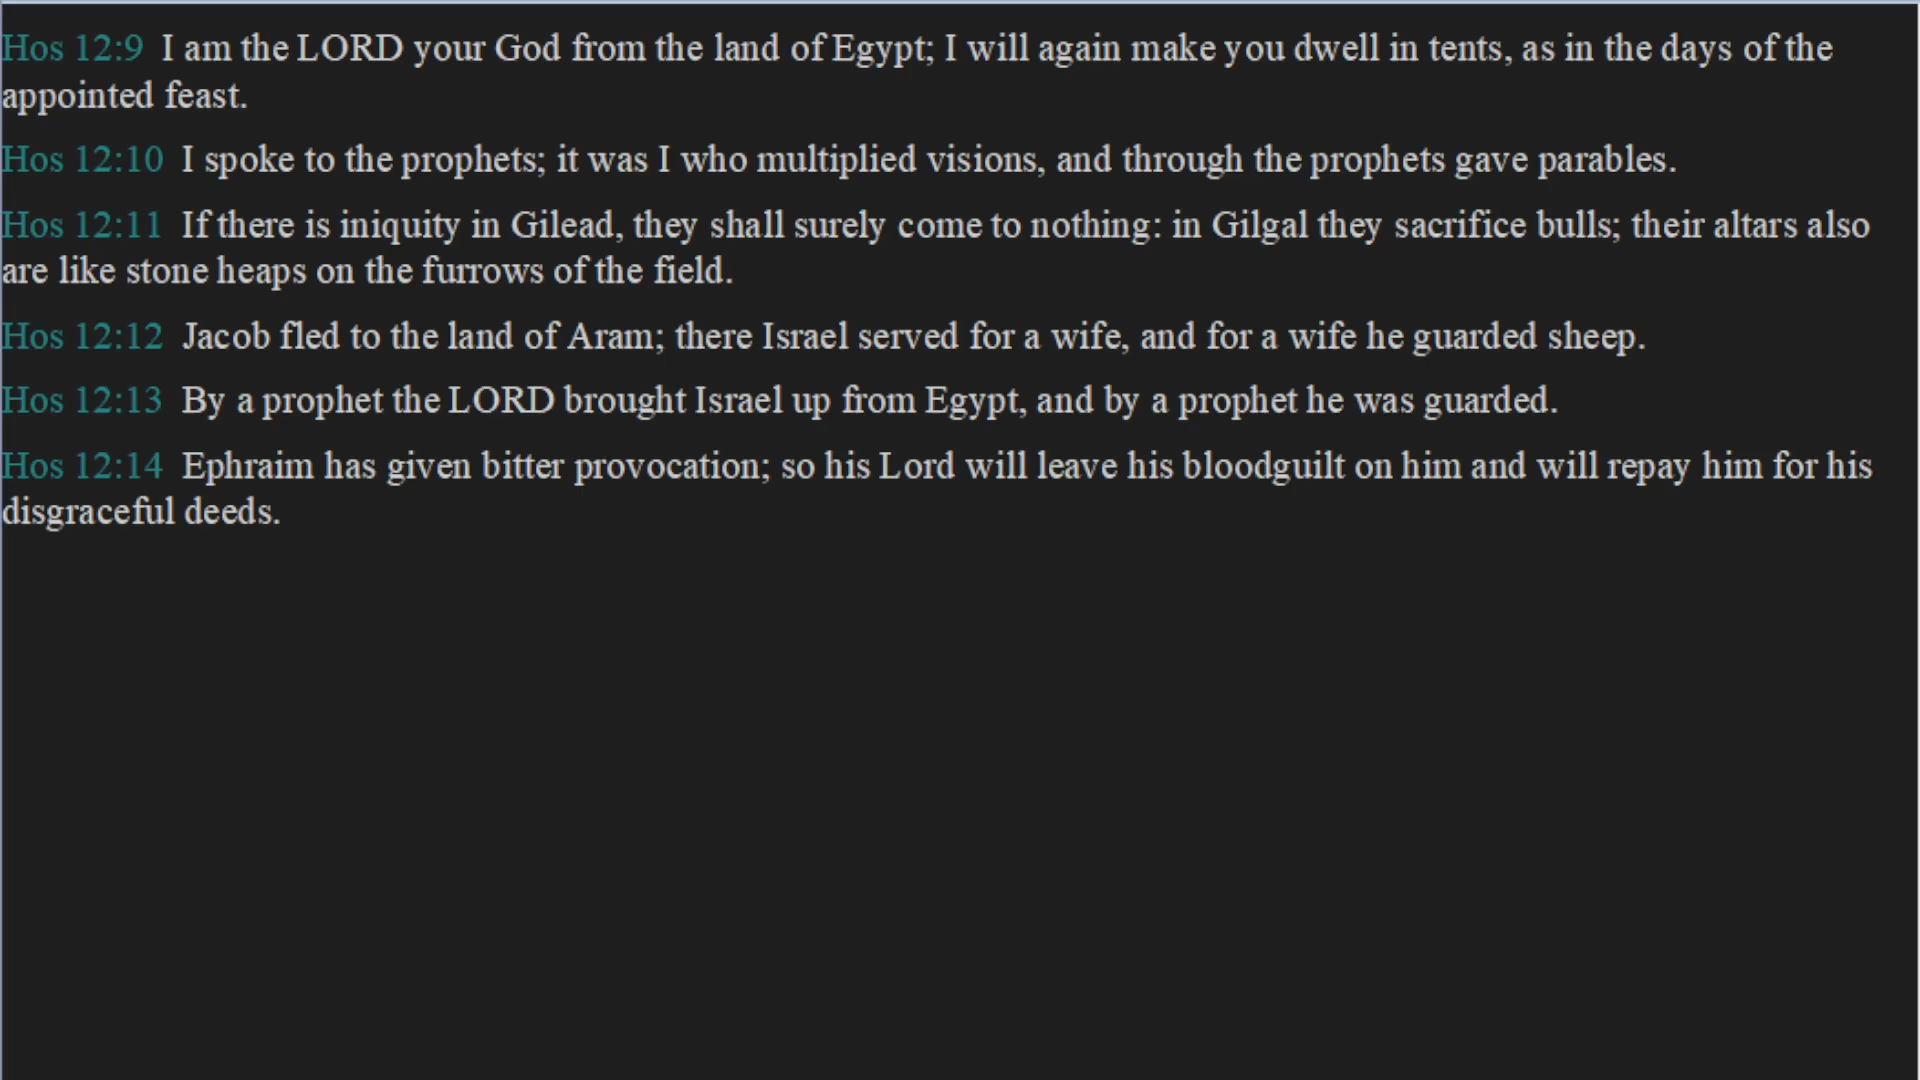 Hos 12:9 I am the LORD your God from the land of Egypt; I will again make you dwell in tents, as in the days of the
appointed feast.
Hos 12:10 I spoke to the prophets; it was I who multiplied visions, and through the prophets gave parables.
Hos 12:11 If there is iniquity in Gilead, they shall surely come to nothing: in Gilgal they sacrifice bulls; their altars also
are like stone heaps on the furrows of the field.
Hos 12:12 Jacob fled to the land of Aram; there Israel served for a wife, and for a wife he guarded sheep.
Hos 12:13 By a prophet the LORD brought Israel up from Egypt, and by a prophet he was guarded.
Hos 12:14 Ephraim has given bitter provocation; so his Lord will leave his bloodguilt on him and will repay him for his
disgraceful deeds.